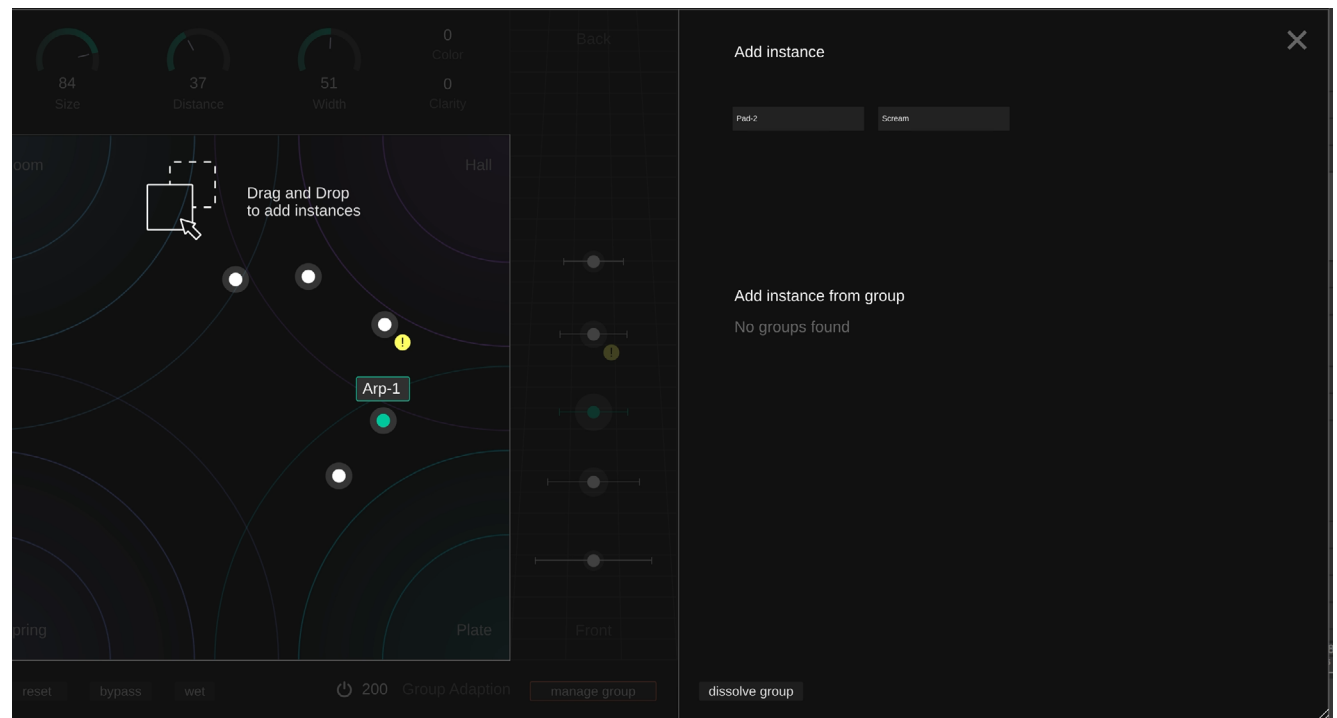 0
Color
84
Size
37
Distance
51
Width
0
Clarity
Back
oom
Hall
Drag and Drop
to add instances
!
!
Arp-1
pring
Plate
Front
reset
bypass
wet
200
Group Adaption
manage group
Add instance
Pad-2
Scream
Add instance from group
No groups found
dissolve group